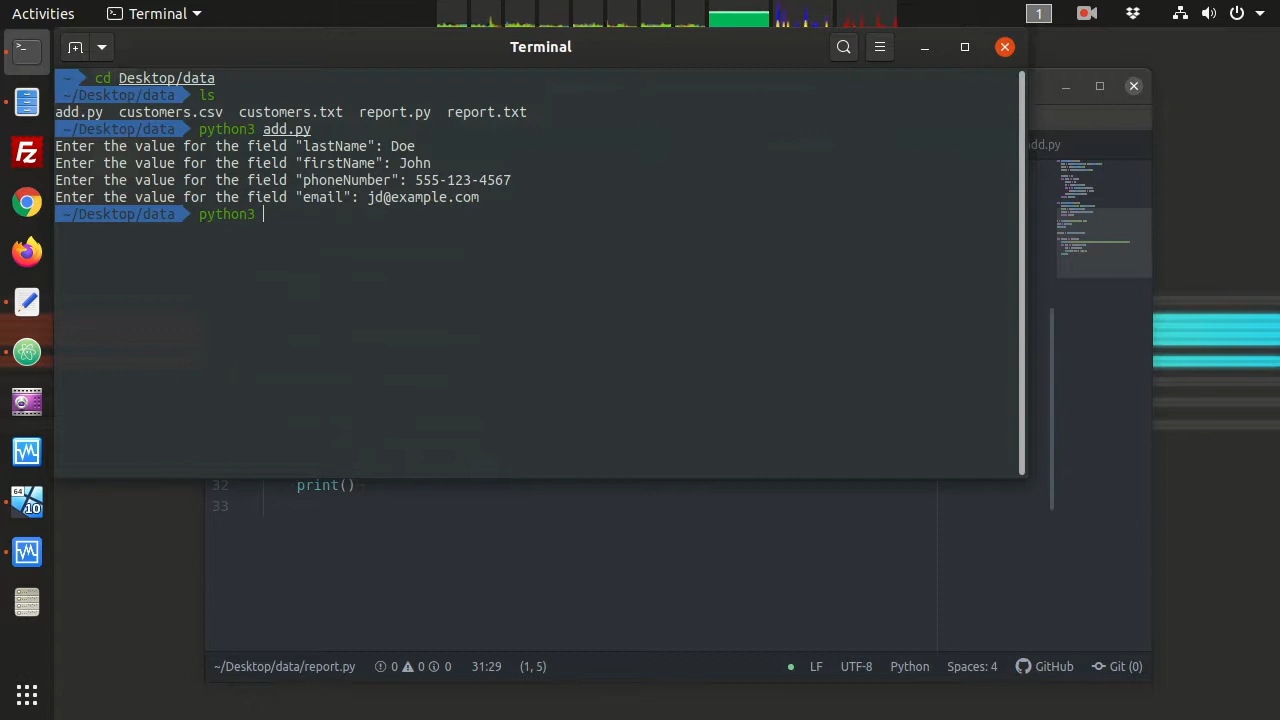 Activities Terminal 1
Terminal
~ cd Desktop/data
~/Desktop/data ls
add.py customers.csv customers.txt report.py report.txt
~/Desktop/data python3 add.py
Enter the value for the field "lastName": Doe
Enter the value for the field "firstName": John
Enter the value for the field "phoneNumber": 555-123-4567
Enter the value for the field "email": jd@example.com
~/Desktop/data python3
add.py
Fz
64
10
32 print()
33
~/Desktop/data/report.py 0 0 0 31:29 (1, 5) LF UTF-8 Python Spaces: 4 GitHub Git (0)